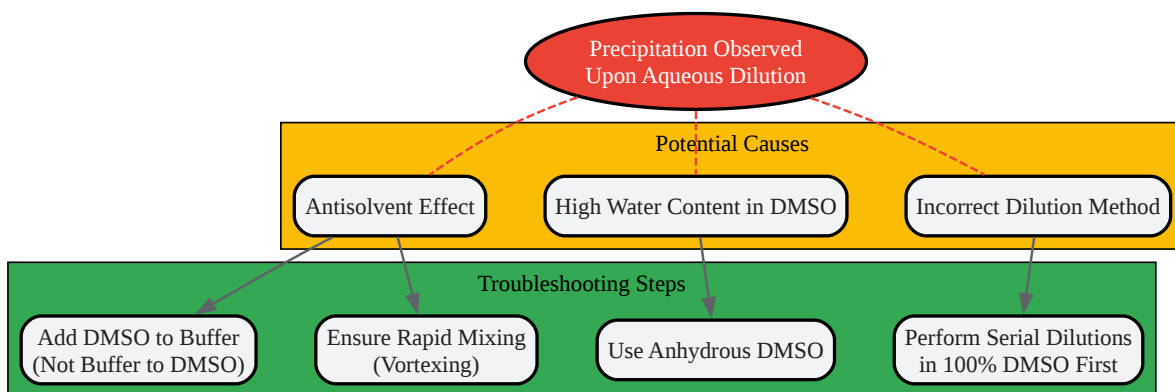 Precipitation Observed
Upon Aqueous Dilution
Potential Causes
Antisolvent Effect
High Water Content in DMSO
Incorrect Dilution Method
Troubleshooting Steps
Add DMSO to Buffer
(Not Buffer to DMSO)
Ensure Rapid Mixing
(Vortexing)
Use Anhydrous DMSO
Perform Serial Dilutions
in 100% DMSO First